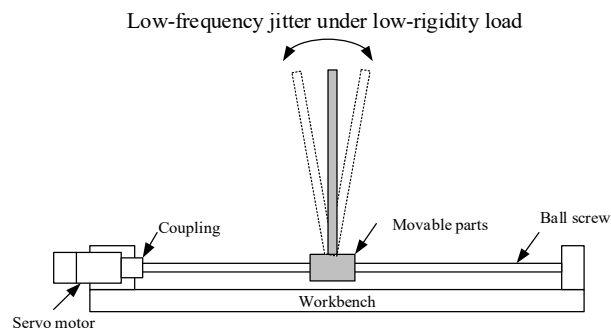 Low-frequency jitter under low-rigidity load
Coupling
Movable parts
Ball screw
Workbench
Servo motor